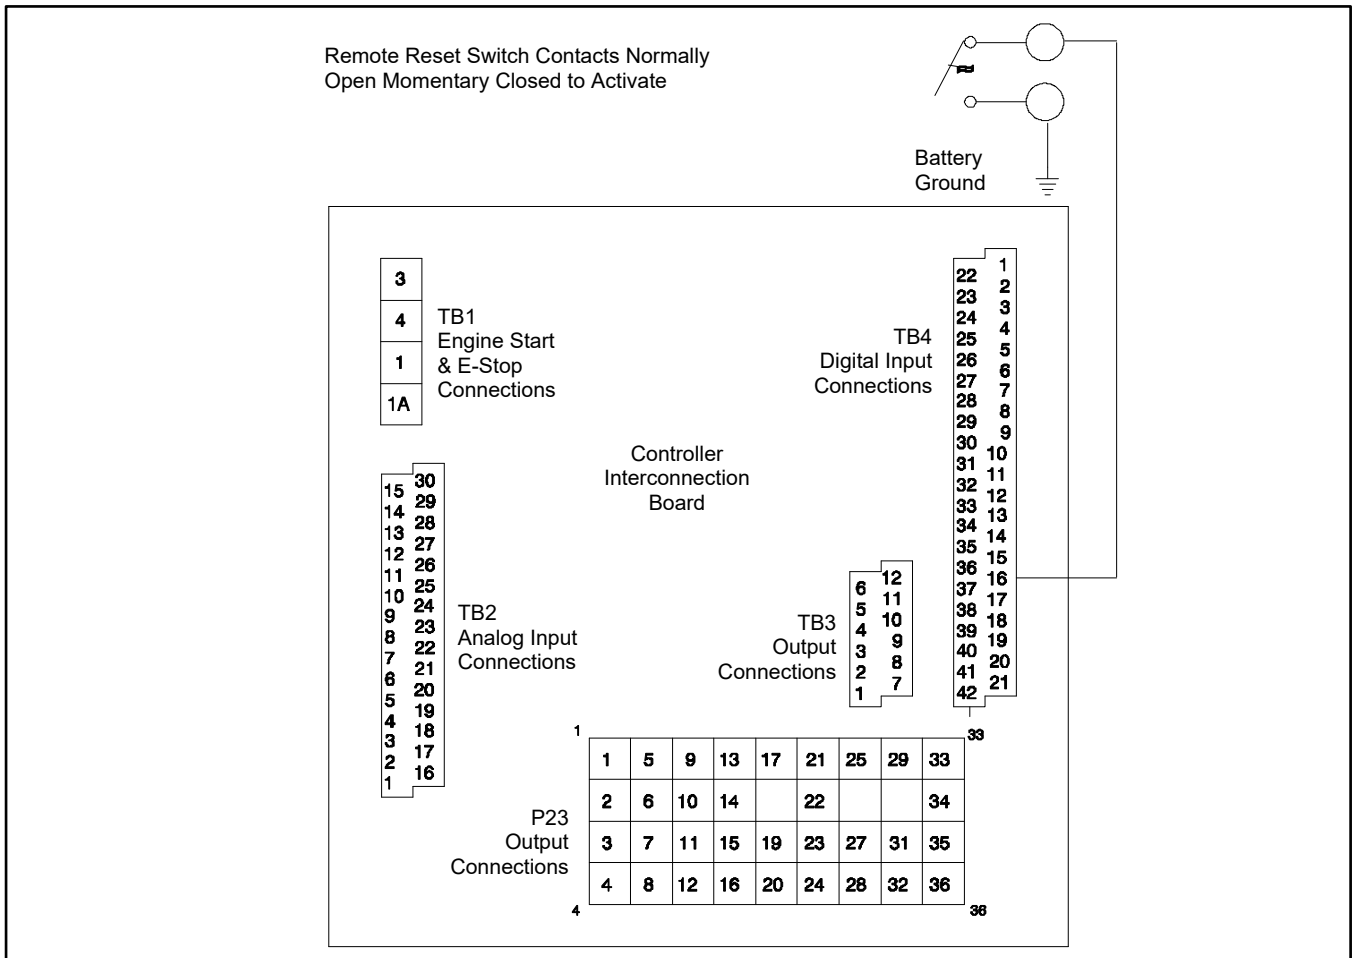 Remote Reset Switch Contacts Normally
Open Momentary Closed to Activate
Battery
Ground
3
4
1
1A
TB1
Engine Start
& E-Stop
Connections
TB4
Digital Input
Connections
22 1
23 2
24 3
25 4
26 5
27 6
28 7
29 8
30 9
31 10
32 11
33 12
34 13
35 14
36 15
37 16
38 17
39 18
40 19
41 20
42 21
Controller
Interconnection
Board
15 30
14 29
13 28
12 27
11 26
10 25
9 24
8 23
7 22
6 21
5 20
4 19
3 18
2 17
1 16
TB2
Analog Input
Connections
TB3
Output
Connections
6 12
5 11
4 10
3 9
2 8
1 7
1
33
1 5 9 13 17 21 25 29 33
2 6 10 14 22 34
3 7 11 15 19 23 27 31 35
4 8 12 16 20 24 28 32 36
P23
Output
Connections
4
36